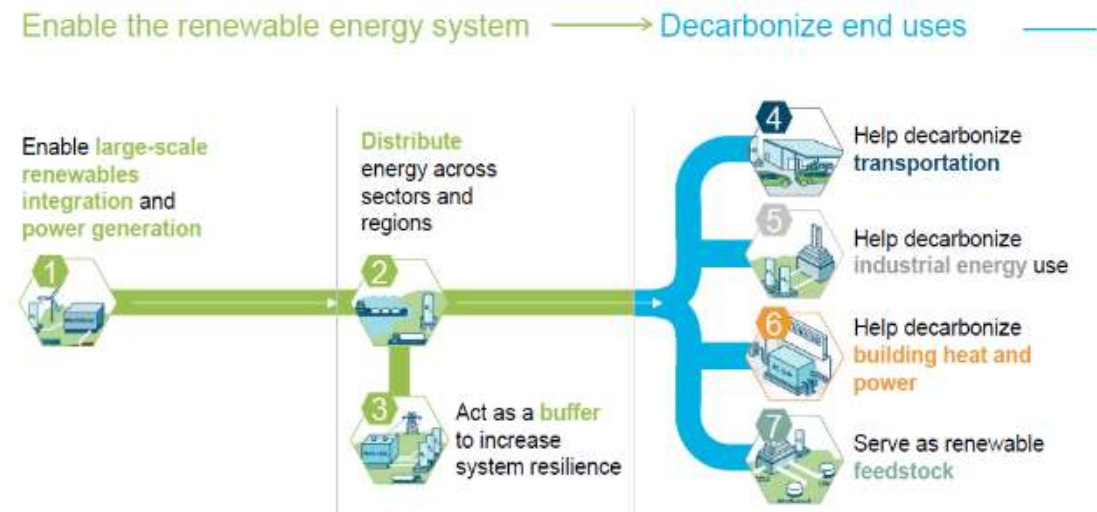 Enable the renewable energy system
Decarbonize end uses
Enable large-scale
renewables
integration and
power generation
1
Distribute
energy across
sectors and
regions
2
3
Act as a buffer
to increase
system resilience
4
Help decarbonize
transportation
5
Help decarbonize
industrial energy use
6
Help decarbonize
building heat and
power
7
Serve as renewable
feedstock